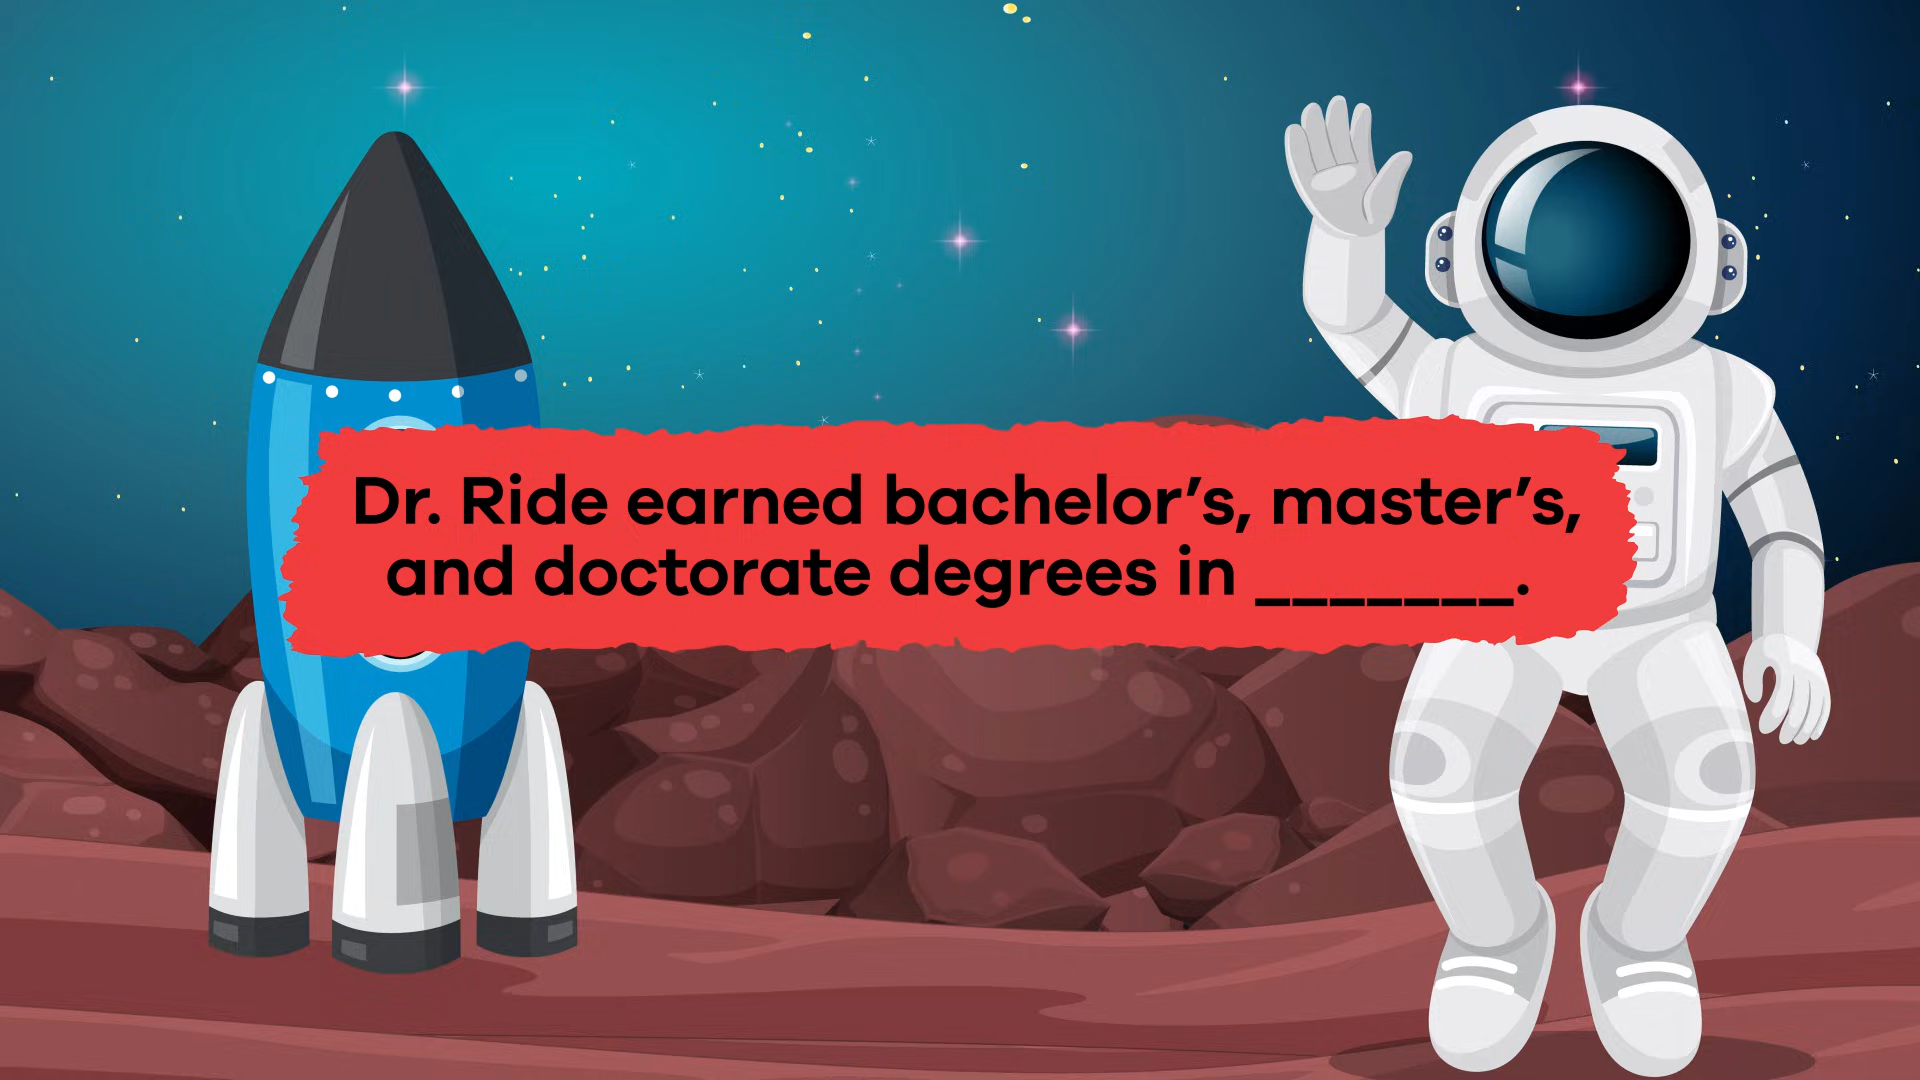 Dr. Ride earned bachelor’s, master’s,
and doctorate degrees in _______.